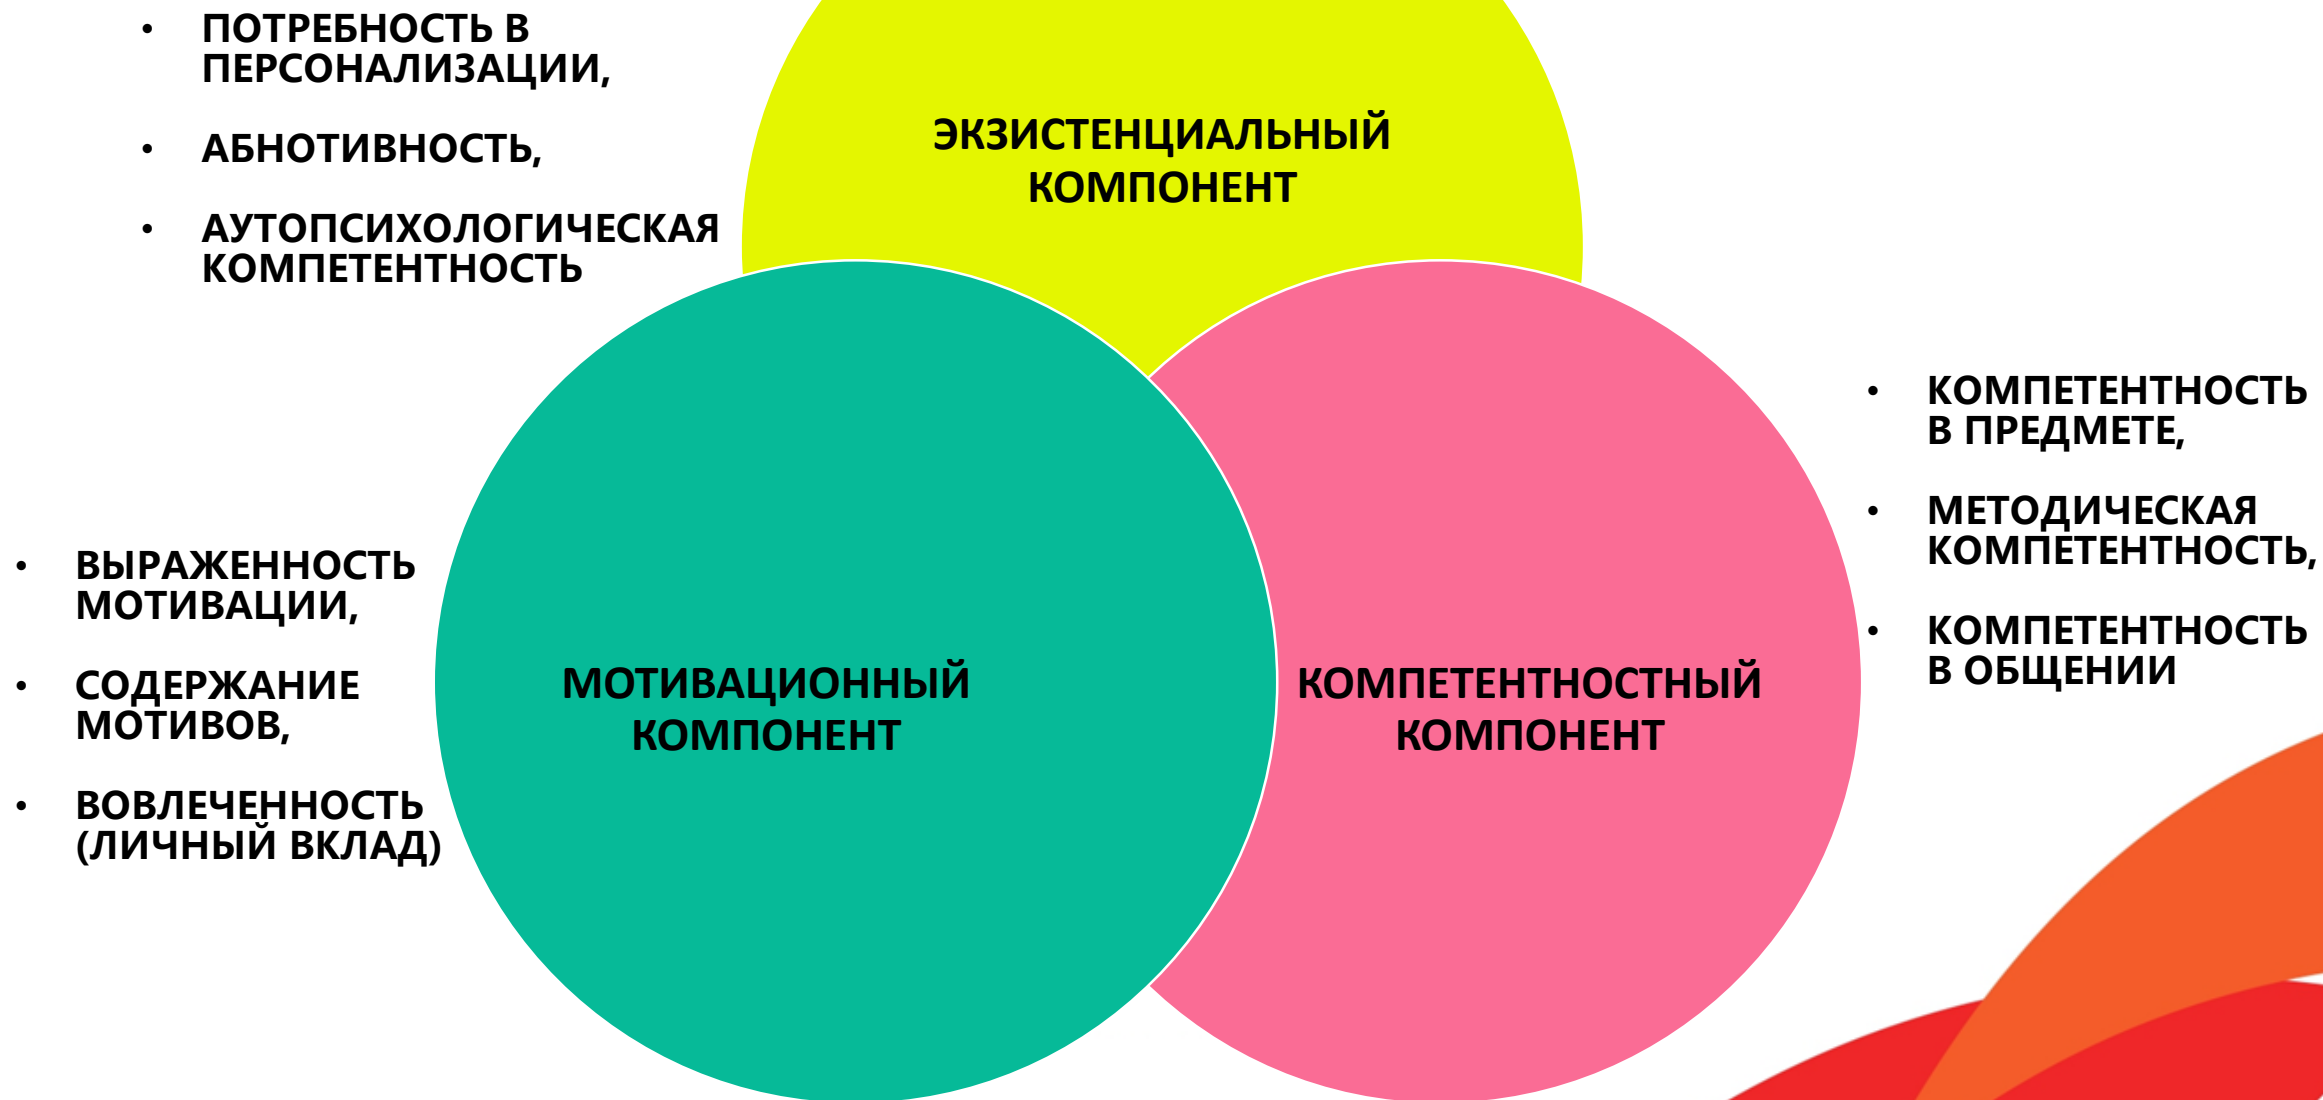 • ПОТРЕБНОСТЬ В
ПЕРСОНАЛИЗАЦИИ,
• АБНОТИВНОСТЬ,
• АУТОПСИХОЛОГИЧЕСКАЯ
КОМПЕТЕНТНОСТЬ
ЭКЗИСТЕНЦИАЛЬНЫЙ
КОМПОНЕНТ
• ВЫРАЖЕННОСТЬ
МОТИВАЦИИ,
• СОДЕРЖАНИЕ
МОТИВОВ,
• ВОВЛЕЧЕННОСТЬ
(ЛИЧНЫЙ ВКЛАД)
МОТИВАЦИОННЫЙ
КОМПОНЕНТ
КОМПЕТЕНТНОСТНЫЙ
КОМПОНЕНТ
• КОМПЕТЕНТНОСТЬ
В ПРЕДМЕТЕ,
• МЕТОДИЧЕСКАЯ
КОМПЕТЕНТНОСТЬ,
• КОМПЕТЕНТНОСТЬ
В ОБЩЕНИИ